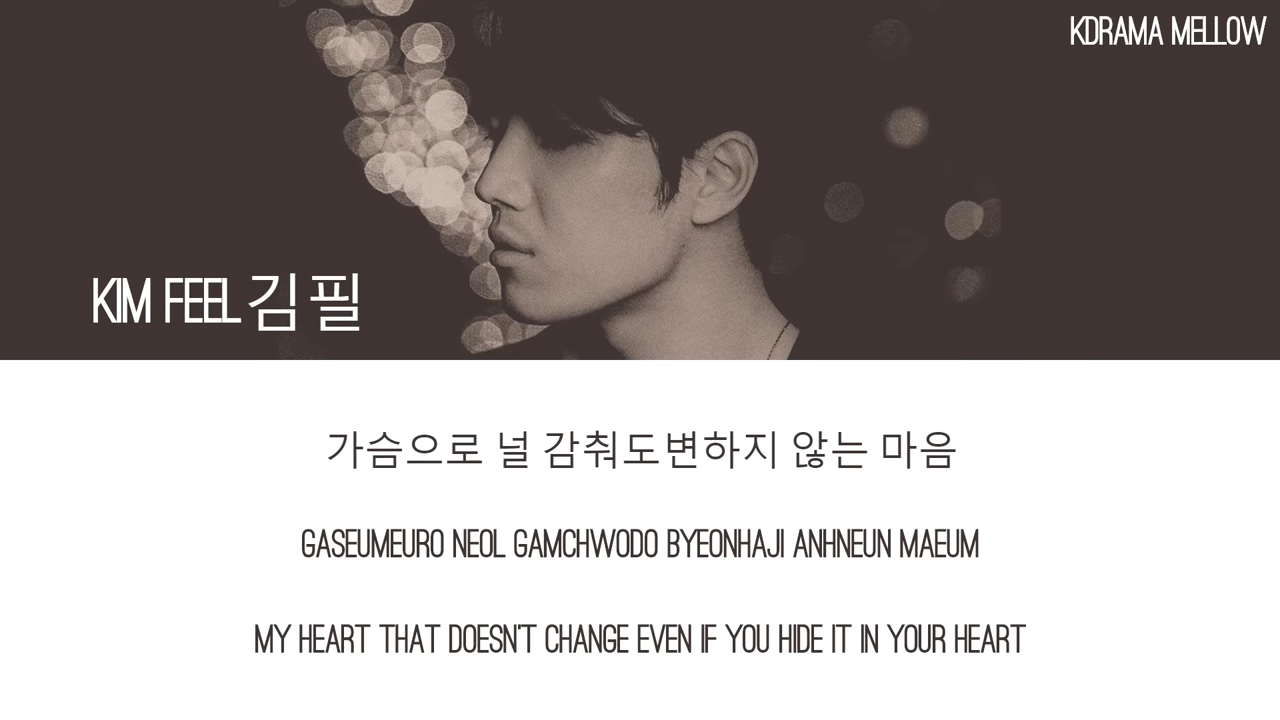 KDRAMA MELLOW
KIM FEEL 김필
가슴으로 널 감춰도변하지 않는 마음
GASEUMEURO NEOL GAMCHWODO BYEONHAJI ANHNEUN MAEUM
MY HEART THAT DOESN'T CHANGE EVEN IF YOU HIDE IT IN YOUR HEART